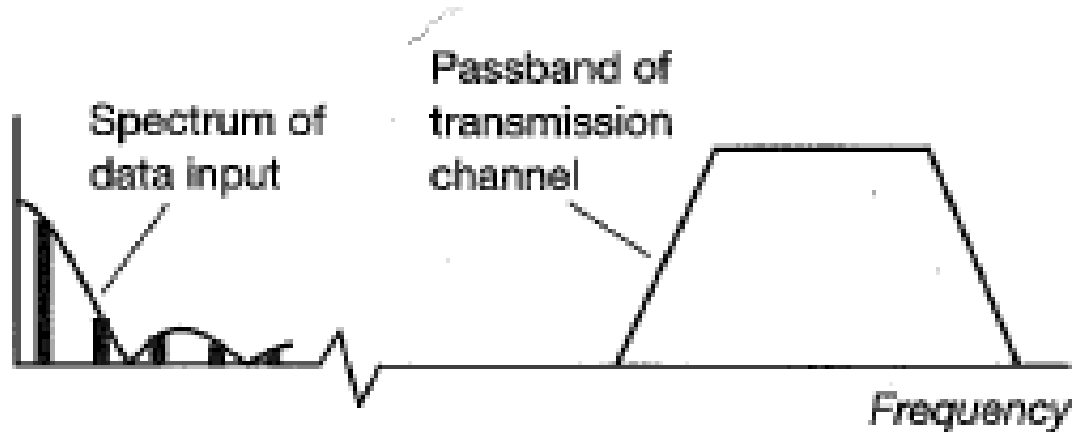 Spectrum of
data input
Passband of
transmission
channel
Frequency